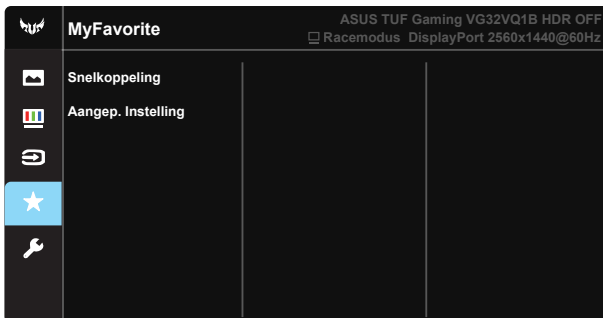 MyFavorite
ASUS TUF Gaming VG32VQ1B HDR OFF
Racemodus DisplayPort 2560x1440@60Hz
Snelkoppeling
Aangep. Instelling